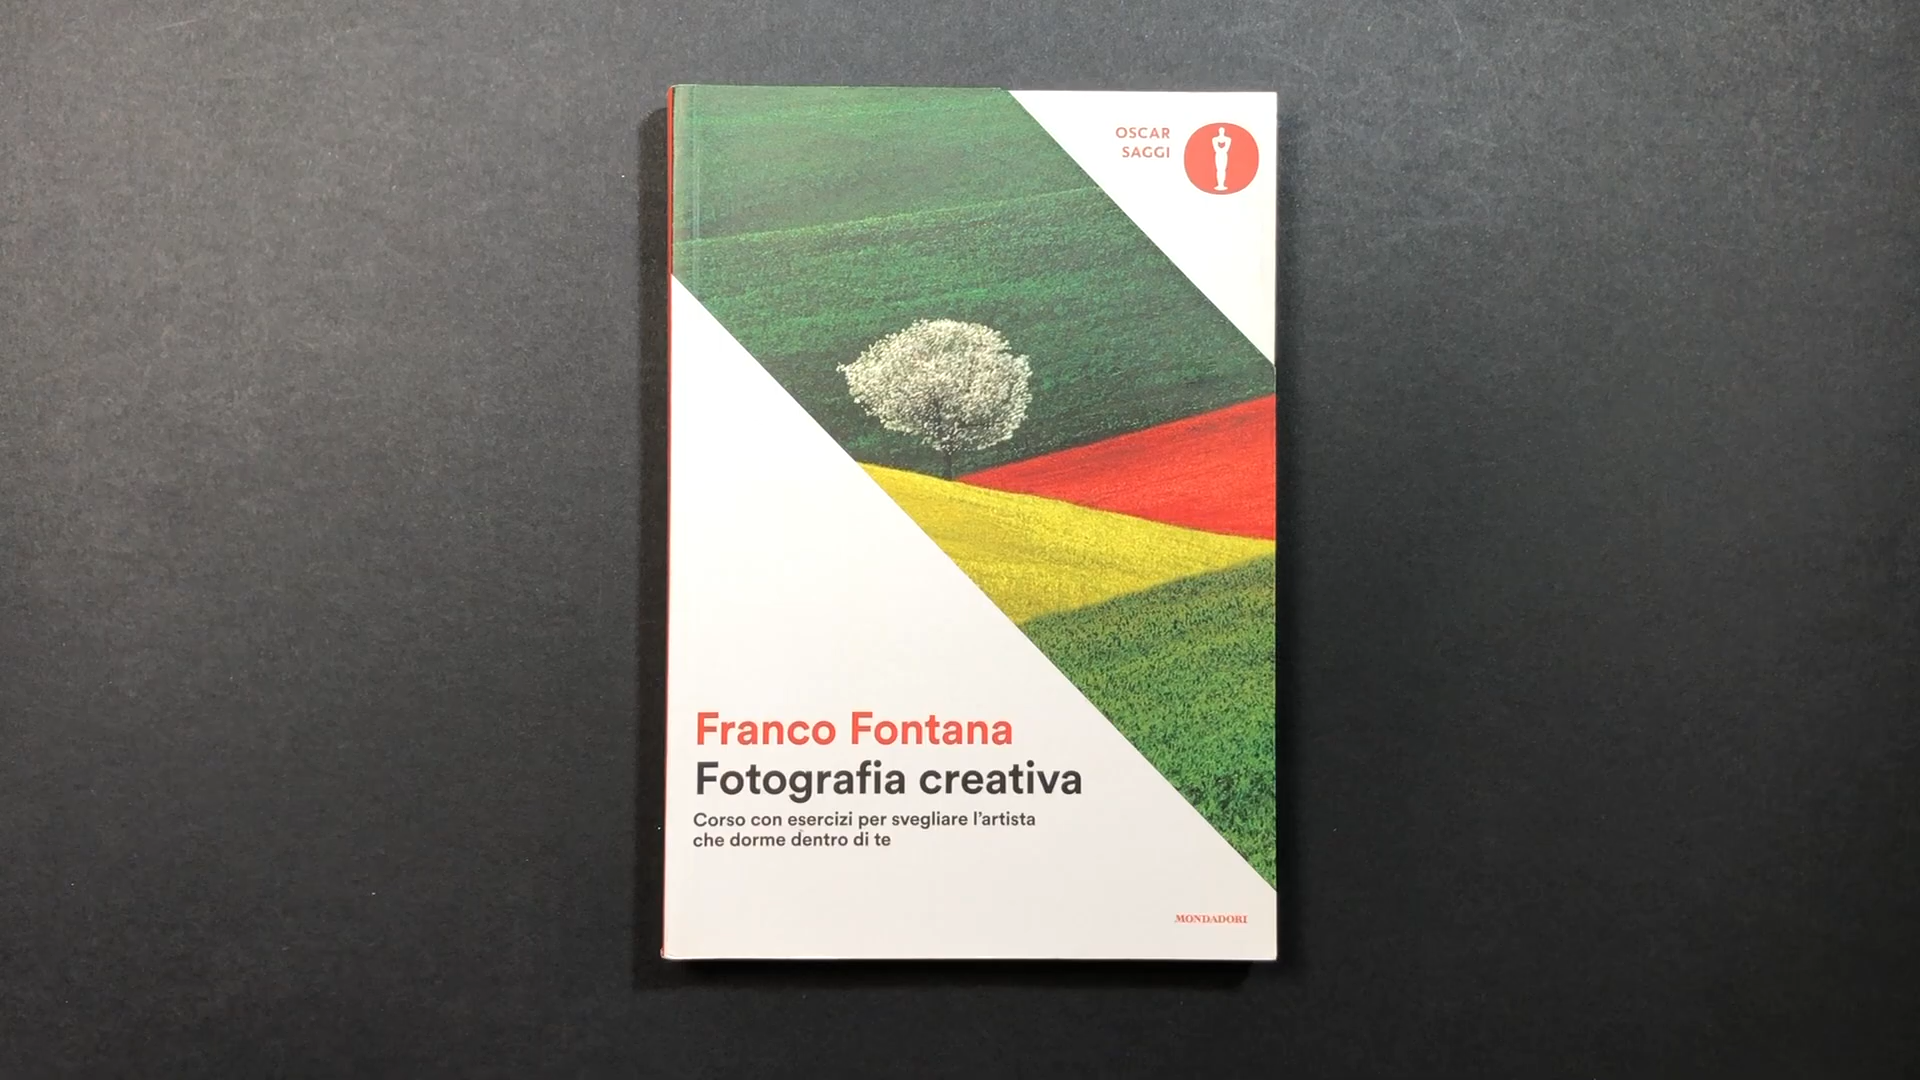 OSCAR
SAGGI
Franco Fontana
Fotografia creativa
Corso con esercizi per svegliare l'artista
che dorme dentro di te
MONDADORI